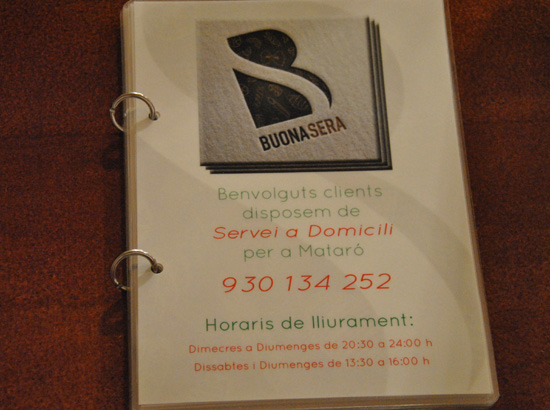 BUONASERA
Benvolguts clients
disposem de
Servei a Domicili
per a Mataró
930 134 252
Horaris de lliurament:
Dimecres a Diumenges de 20:30 a 24:00 h
Dissabtes i Diumenges de 13:30 a 16:00 h